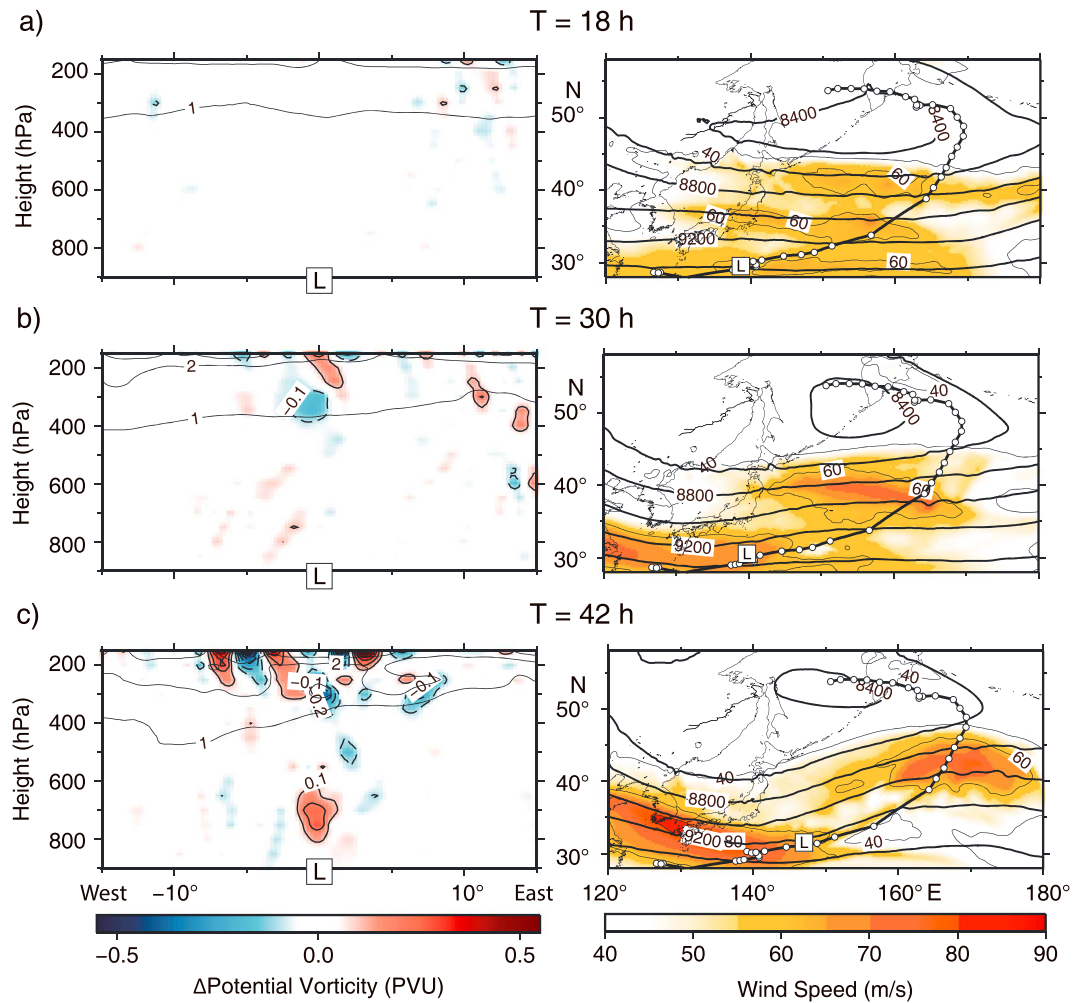 a) T = 18 h
200
400
600
800
Height (hPa)
1
L
N
50°
40°
30°
8400
8400
40
60
8800
60
60
9200
60
L
b) T = 30 h
200
400
600
800
Height (hPa)
2
−0.1
1
L
N
50°
40°
30°
40
8400
40
60
8800
60
9200
L
c) T = 42 h
200
400
600
800
Height (hPa)
2
−0.1
−0.1
−0.2
1
0.1
L
West −10° 10° East
N
50°
40°
30°
40
8400
60
40
8800
9200
80
L
40
120° 140° 160° E 180°
−0.5 0.0 0.5
ΔPotential Vorticity (PVU)
40 50 60 70 80 90
Wind Speed (m/s)